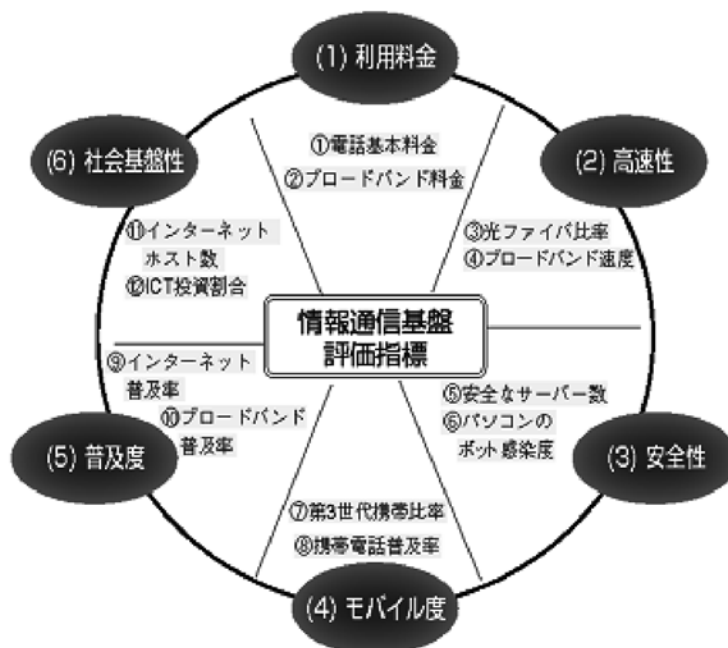 (1) 利用料金
①電話基本料金
②ブロードバンド料金
(2) 高速性
③光ファイバ比率
④ブロードバンド速度
(3) 安全性
⑤安全なサーバー数
⑥パソコンの
ボット感染度
(4) モバイル度
⑦第3世代携帯比率
⑧携帯電話普及率
(5) 普及度
⑨インターネット
普及率
⑩ブロードバンド
普及率
(6) 社会基盤性
⑪インターネット
ホスト数
⑫ICT投資割合
情報通信基盤
評価指標